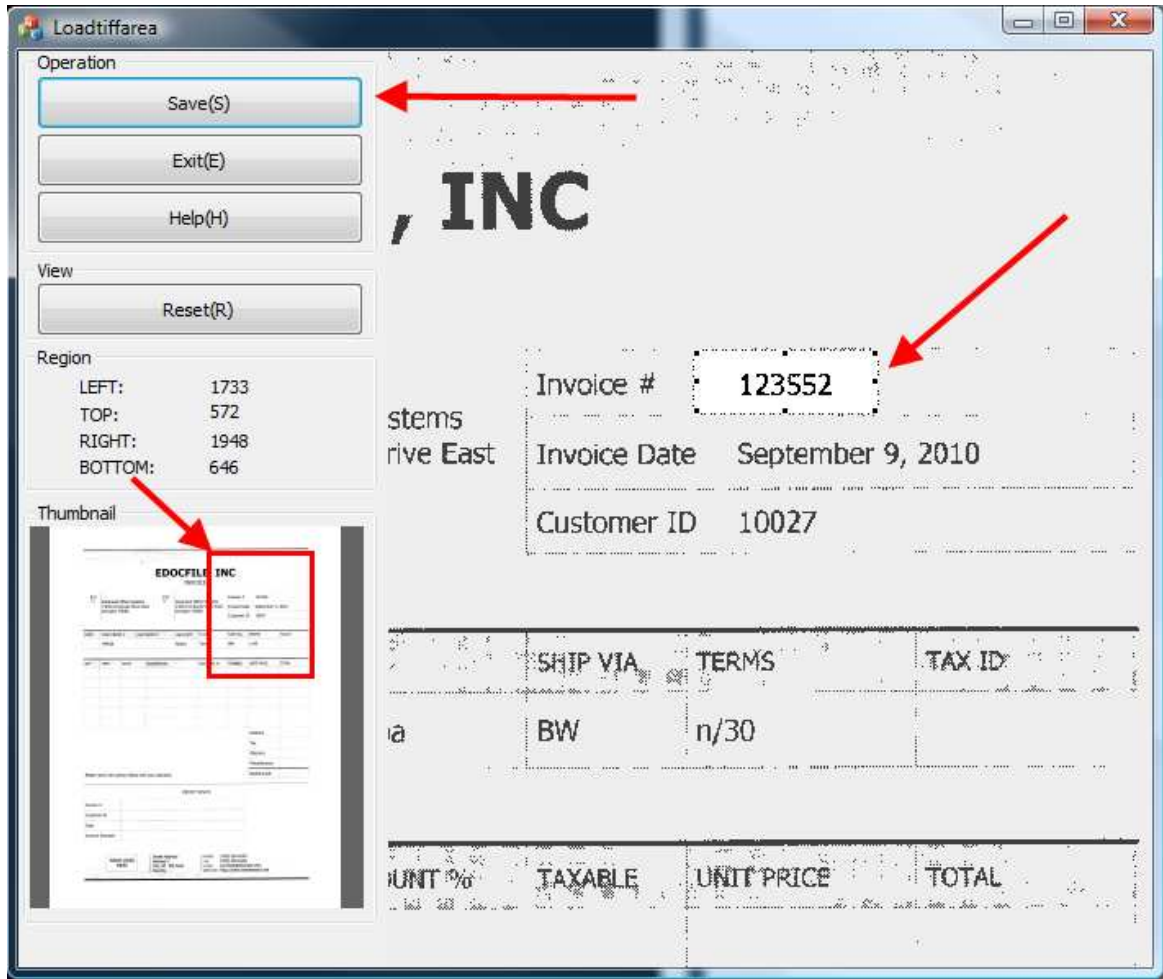 Loadtiffarea
Operation
Save(S)
Exit(E)
Help(H)
View
Reset(R)
Region
LEFT: 1733
TOP: 572
RIGHT: 1948
BOTTOM: 646
Thumbnail
EDOCFILE, INC
, INC
Invoice # 123552
stems
rive East
Invoice Date September 9, 2010
Customer ID 10027
SHIP VIA TERMS TAX ID
BW n/30
UNT % TAXABLE UNIT PRICE TOTAL